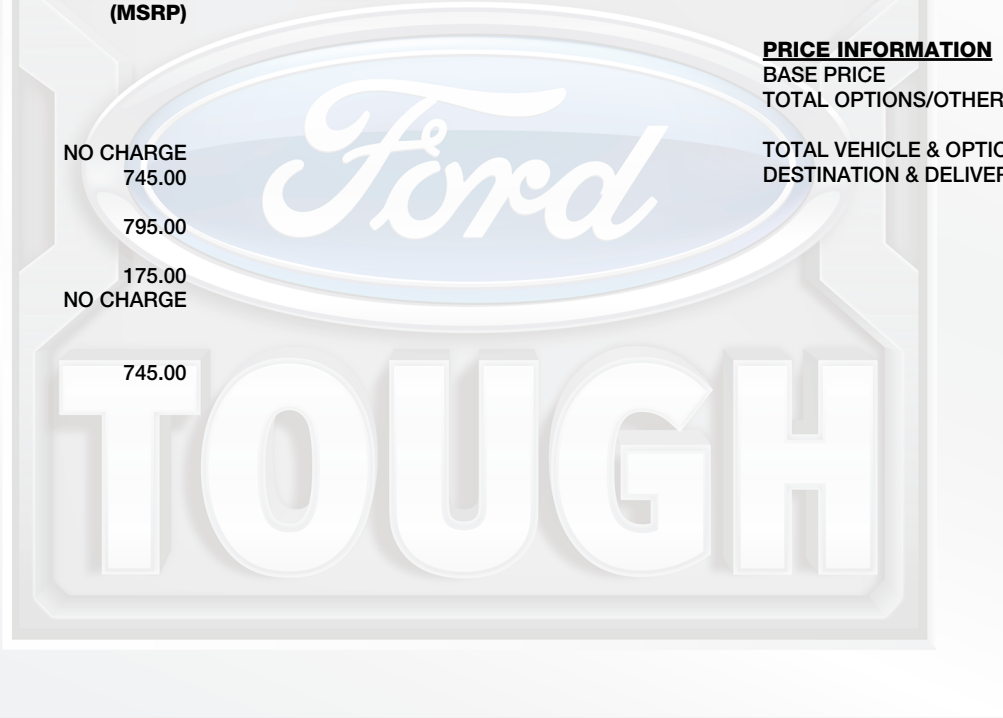 (MSRP)
NO CHARGE
745.00
795.00
175.00
NO CHARGE
745.00
PRICE INFORMATION
BASE PRICE
TOTAL OPTIONS/OTHER
TOTAL VEHICLE & OPTIO
DESTINATION & DELIVER
Ford
TOUGH